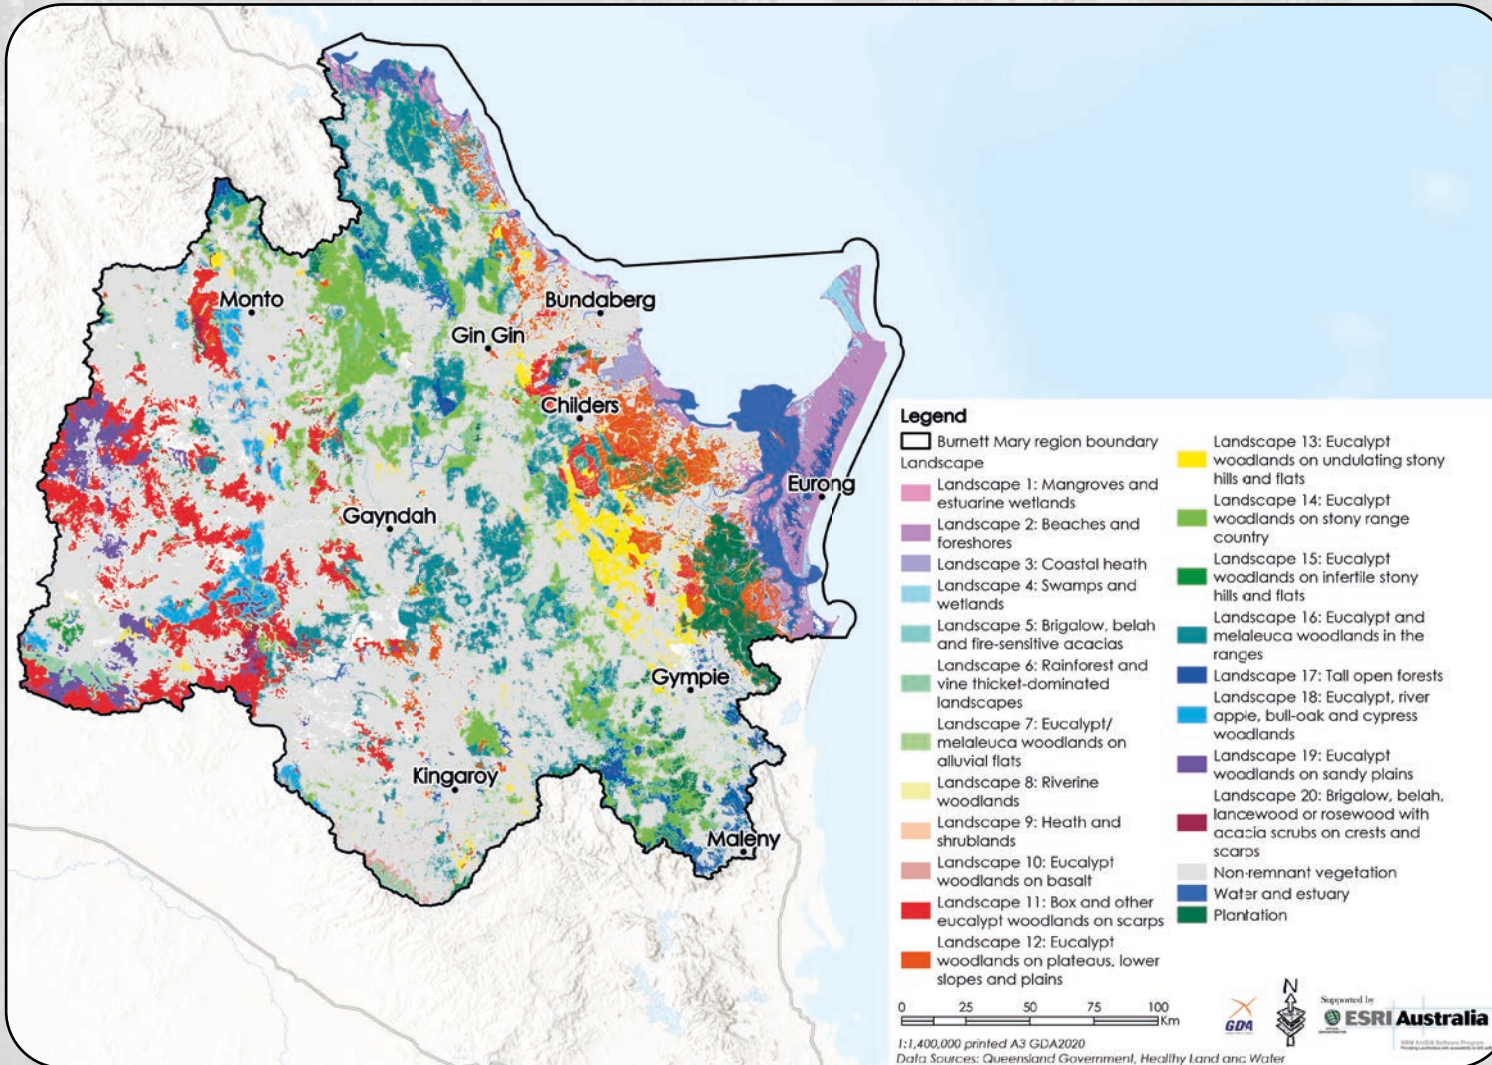 Monto
Bundaberg
Gin Gin
Childers
Eurong
Gayndah
Gympie
Kingaroy
Maleny
Legend
Burnett Mary region boundary
Landscape
Landscape 1: Mangroves and
estuarine wetlands
Landscape 2: Beaches and
foreshores
Landscape 3: Coastal heath
Landscape 4: Swamps and
wetlands
Landscape 5: Brigalow, belah
and fire-sensitive acacias
Landscape 6: Rainforest and
vine thicket-dominated
landscapes
Landscape 7: Eucalypt/
melaleuca woodlands on
alluvial flats
Landscape 8: Riverine
woodlands
Landscape 9: Heath and
shrublands
Landscape 10: Eucalypt
woodlands on basalt
Landscape 11: Box and other
eucalypt woodlands on scarps
Landscape 12: Eucalypt
woodlands on plateaus, lower
slopes and plains
Landscape 13: Eucalypt
woodlands on undulating stony
hills and flats
Landscape 14: Eucalypt
woodlands on stony range
country
Landscape 15: Eucalypt
woodlands on infertile stony
hills and flats
Landscape 16: Eucalypt and
melaleuca woodlands in the
ranges
Landscape 17: Tall open forests
Landscape 18: Eucalypt, river
apple, bull-oak and cypress
woodlands
Landscape 19: Eucalypt
woodlands on sandy plains
Landscape 20: Brigalow, belah,
lancewood or rosewood with
acacia scrubs on crests and
scarps
Non-remnant vegetation
Water and estuary
Plantation
0 25 50 75 100
Km
1:1,400,000 printed A3 GDA2020
Data Sources: Queensland Government, Healthy Land and Water
GDA
N
Supported by
ESRI Australia